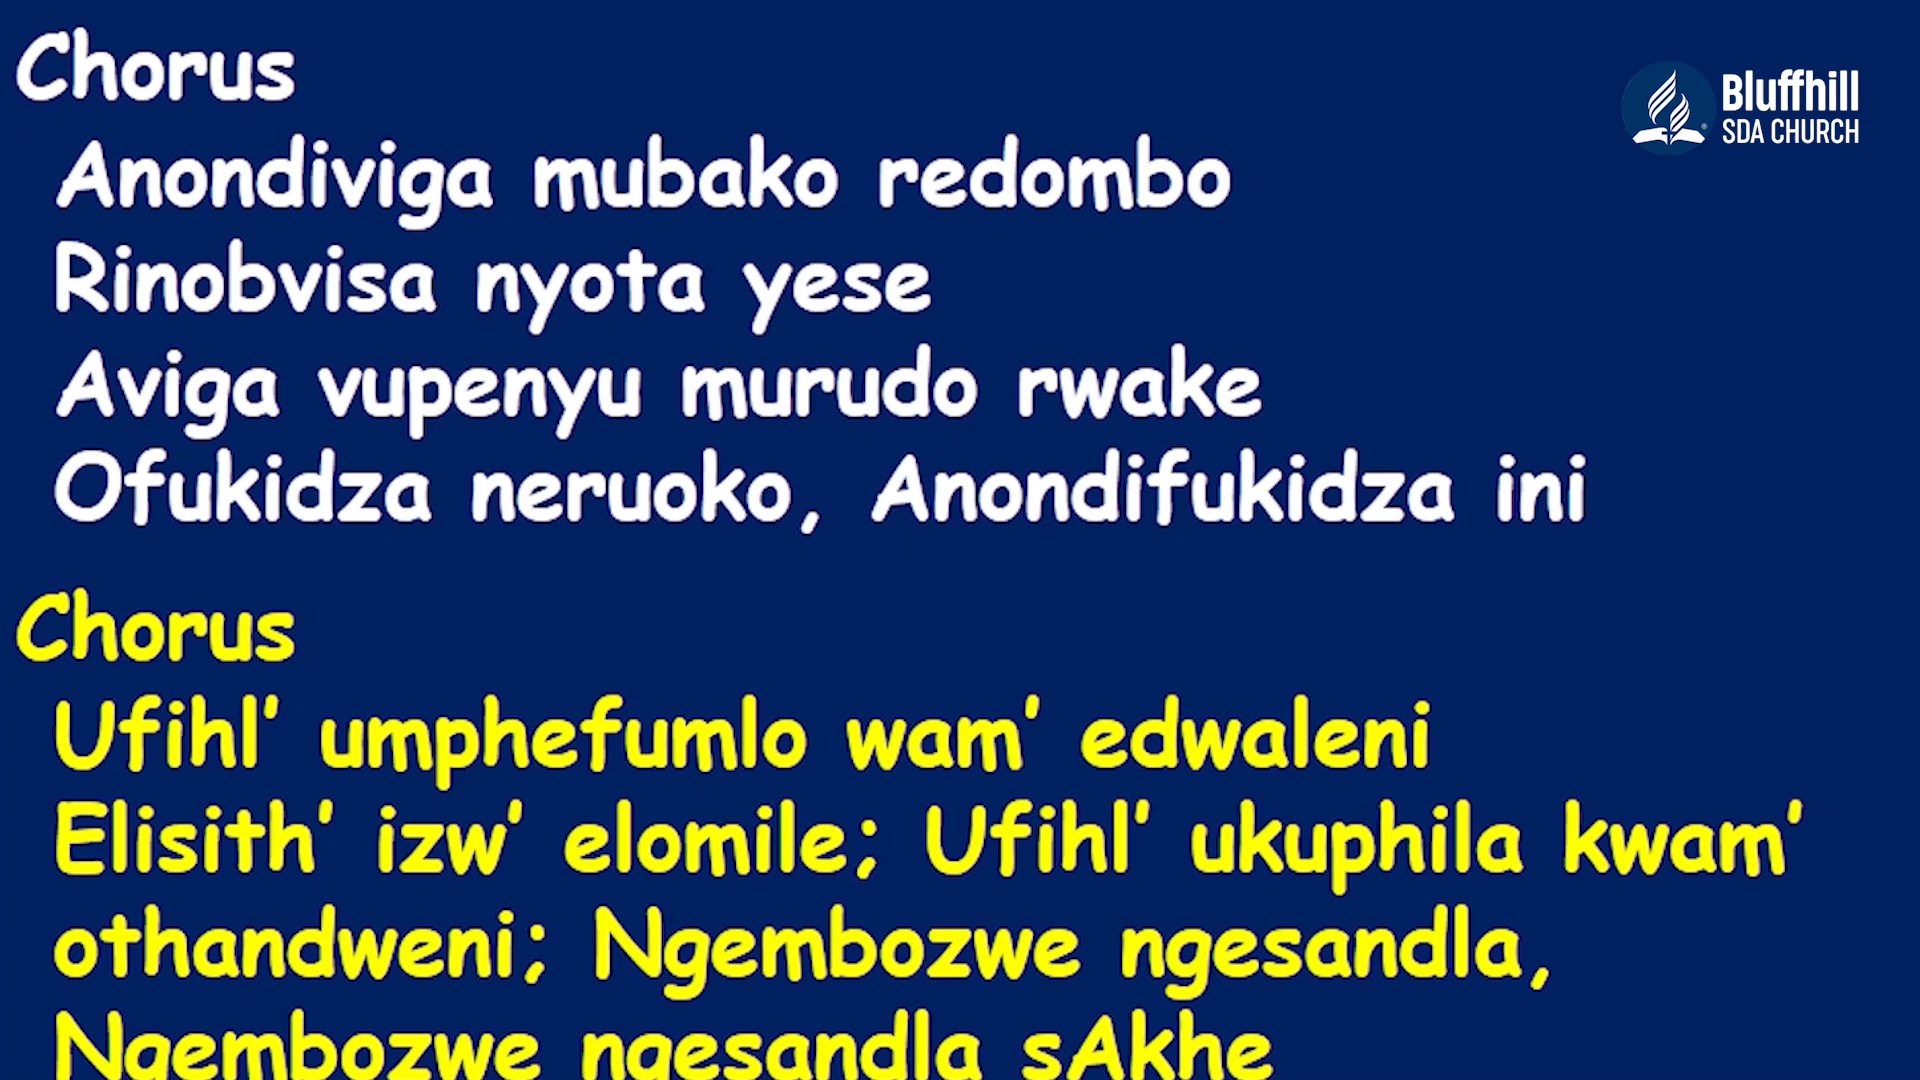 Chorus
Anondiviga mubako redombo
Rinobvisa nyota yese
Aviga vupenyu murudo rwake
Ofukidza neruoko, Anondifukidza ini
Chorus
Ufihl’ umphefumlo wam’ edwaleni
Elisith’ izw’ elomile; Ufihl’ ukuphila kwam’
othandweni; Ngembozwe ngesandla,
Ngembozwe ngesandla sAkhe
Bluffhill
SDA CHURCH